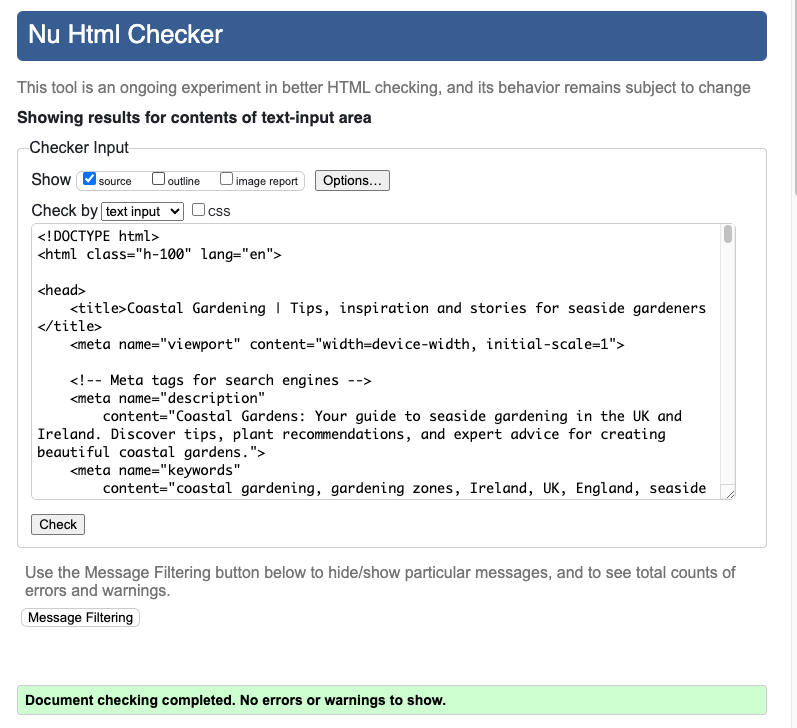 Nu Html Checker
This tool is an ongoing experiment in better HTML checking, and its behavior remains subject to change
Showing results for contents of text-input area
Checker Input
Show source outline image report Options...
Check by text input CSS
<!DOCTYPE html>
<html class="h-100" lang="en">
<head>
<title>Coastal Gardening | Tips, inspiration and stories for seaside gardeners
</title>
<meta name="viewport" content="width=device-width, initial-scale=1">
<!-- Meta tags for search engines -->
<meta name="description"
content="Coastal Gardens: Your guide to seaside gardening in the UK and
Ireland. Discover tips, plant recommendations, and expert advice for creating
beautiful coastal gardens.">
<meta name="keywords"
content="coastal gardening, gardening zones, Ireland, UK, England, seaside
Check
Use the Message Filtering button below to hide/show particular messages, and to see total counts of
errors and warnings.
Message Filtering
Document checking completed. No errors or warnings to show.